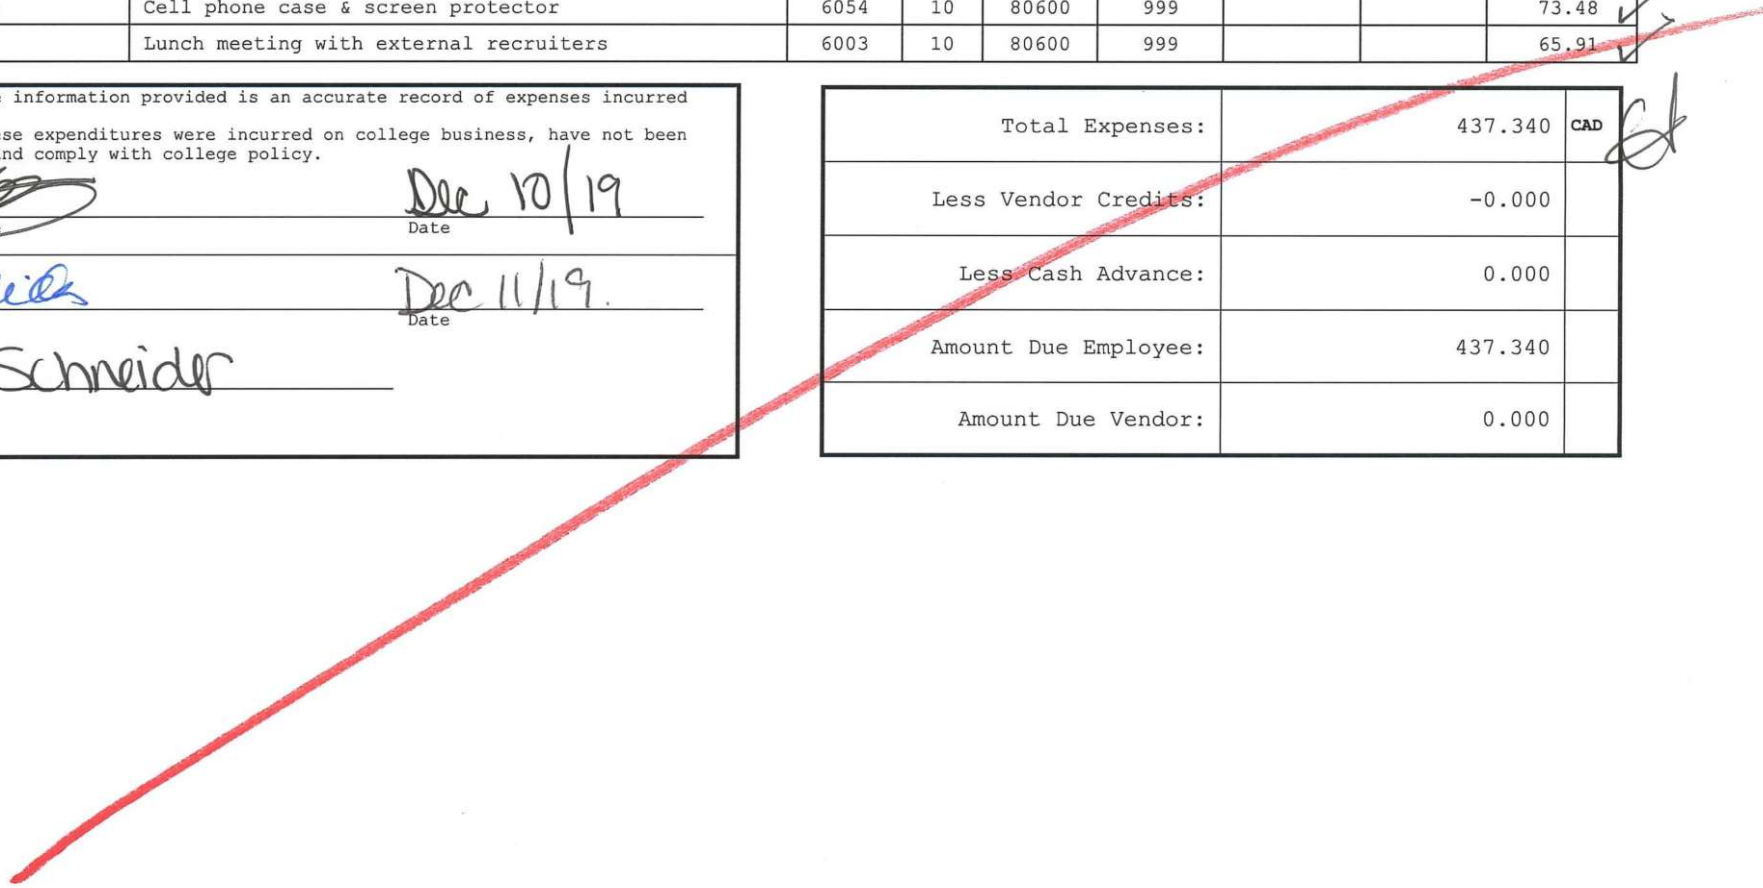 Cell phone case & screen protector 6054 10 80600 999 73.48
Lunch meeting with external recruiters 6003 10 80600 999 65.91
information provided is an accurate record of expenses incurred
se expenditures were incurred on college business, have not been
nd comply with college policy.
Dec 10/19
Date
Dec 11/19.
Date
Schneider
Total Expenses: 437.340 CAD
Less Vendor Credits: -0.000
Less Cash Advance: 0.000
Amount Due Employee: 437.340
Amount Due Vendor: 0.000